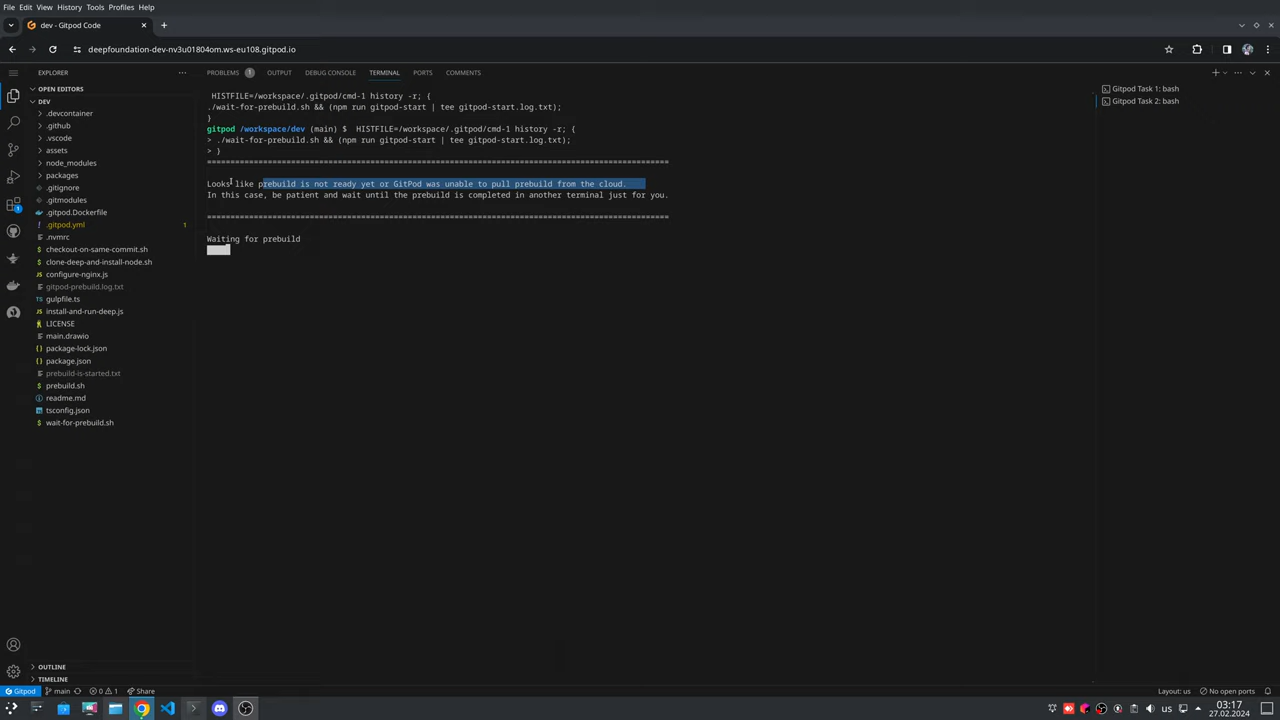 File Edit View History Tools Profiles Help
dev - Gitpod Code
deepfoundation-dev-nv3u01804om.ws-eu108.gitpod.io
EXPLORER
PROBLEMS 1 OUTPUT DEBUG CONSOLE TERMINAL PORTS COMMENTS
OPEN EDITORS
DEV
.devcontainer
.github
.vscode
assets
node_modules
packages
.gitignore
.gitmodules
.gitpod.Dockerfile
.gitpod.yml 1
.nvmrc
checkout-on-same-commit.sh
clone-deep-and-install-node.sh
JS configure-nginx.js
gitpod-prebuild.log.txt
TS gulpfile.ts
JS install-and-run-deep.js
LICENSE
main.drawio
package-lock.json
package.json
prebuild-is-started.txt
$ prebuild.sh
readme.md
tsconfig.json
$ wait-for-prebuild.sh
HISTFILE=/workspace/.gitpod/cmd-1 history -r; {
./wait-for-prebuild.sh && (npm run gitpod-start | tee gitpod-start.log.txt);
}
gitpod /workspace/dev (main) $  HISTFILE=/workspace/.gitpod/cmd-1 history -r; {
> ./wait-for-prebuild.sh && (npm run gitpod-start | tee gitpod-start.log.txt);
> }
====================================================================================================
Looks like prebuild is not ready yet or GitPod was unable to pull prebuild from the cloud.
In this case, be patient and wait until the prebuild is completed in another terminal just for you.
====================================================================================================
Waiting for prebuild
Gitpod Task 1: bash
Gitpod Task 2: bash
OUTLINE
TIMELINE
Gitpod main 0 1 Share
Layout: us No open ports
US 03:17
27.02.2024